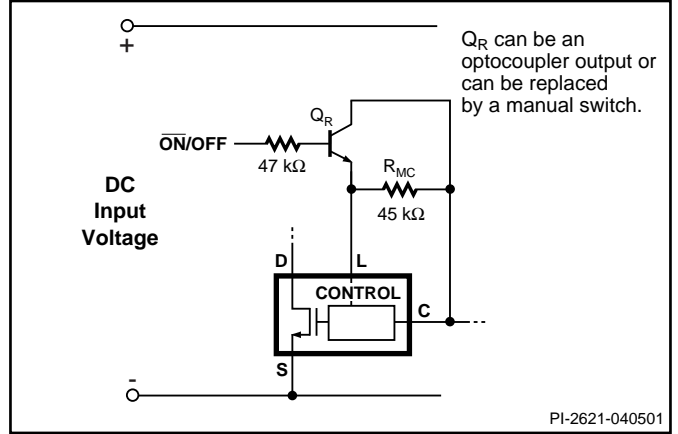 +
Q_R can be an
optocoupler output or
can be replaced
by a manual switch.
Q_R
O̅N̅/OFF
47 kΩ
R_MC
45 kΩ
DC
Input
Voltage
D
L
CONTROL
C
S
-
PI-2621-040501